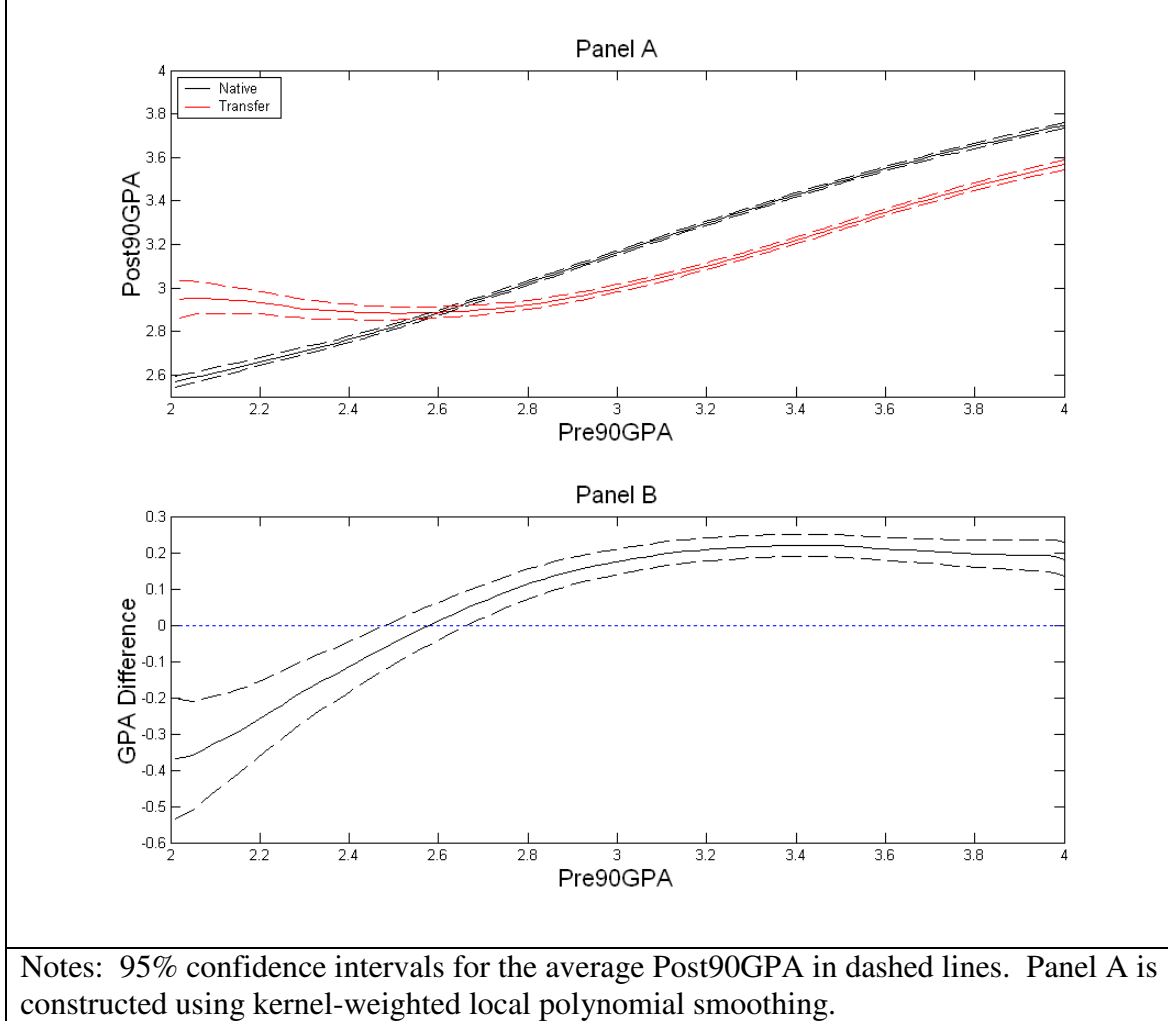 Panel A
Native
Transfer
4
3.8
3.6
3.4
3.2
3
2.8
2.6
Post90GPA
2 2.2 2.4 2.6 2.8 3 3.2 3.4 3.6 3.8 4
Pre90GPA
Panel B
0.3
0.2
0.1
0
-0.1
-0.2
-0.3
-0.4
-0.5
-0.6
GPA Difference
2 2.2 2.4 2.6 2.8 3 3.2 3.4 3.6 3.8 4
Pre90GPA
Notes: 95% confidence intervals for the average Post90GPA in dashed lines. Panel A is
constructed using kernel-weighted local polynomial smoothing.